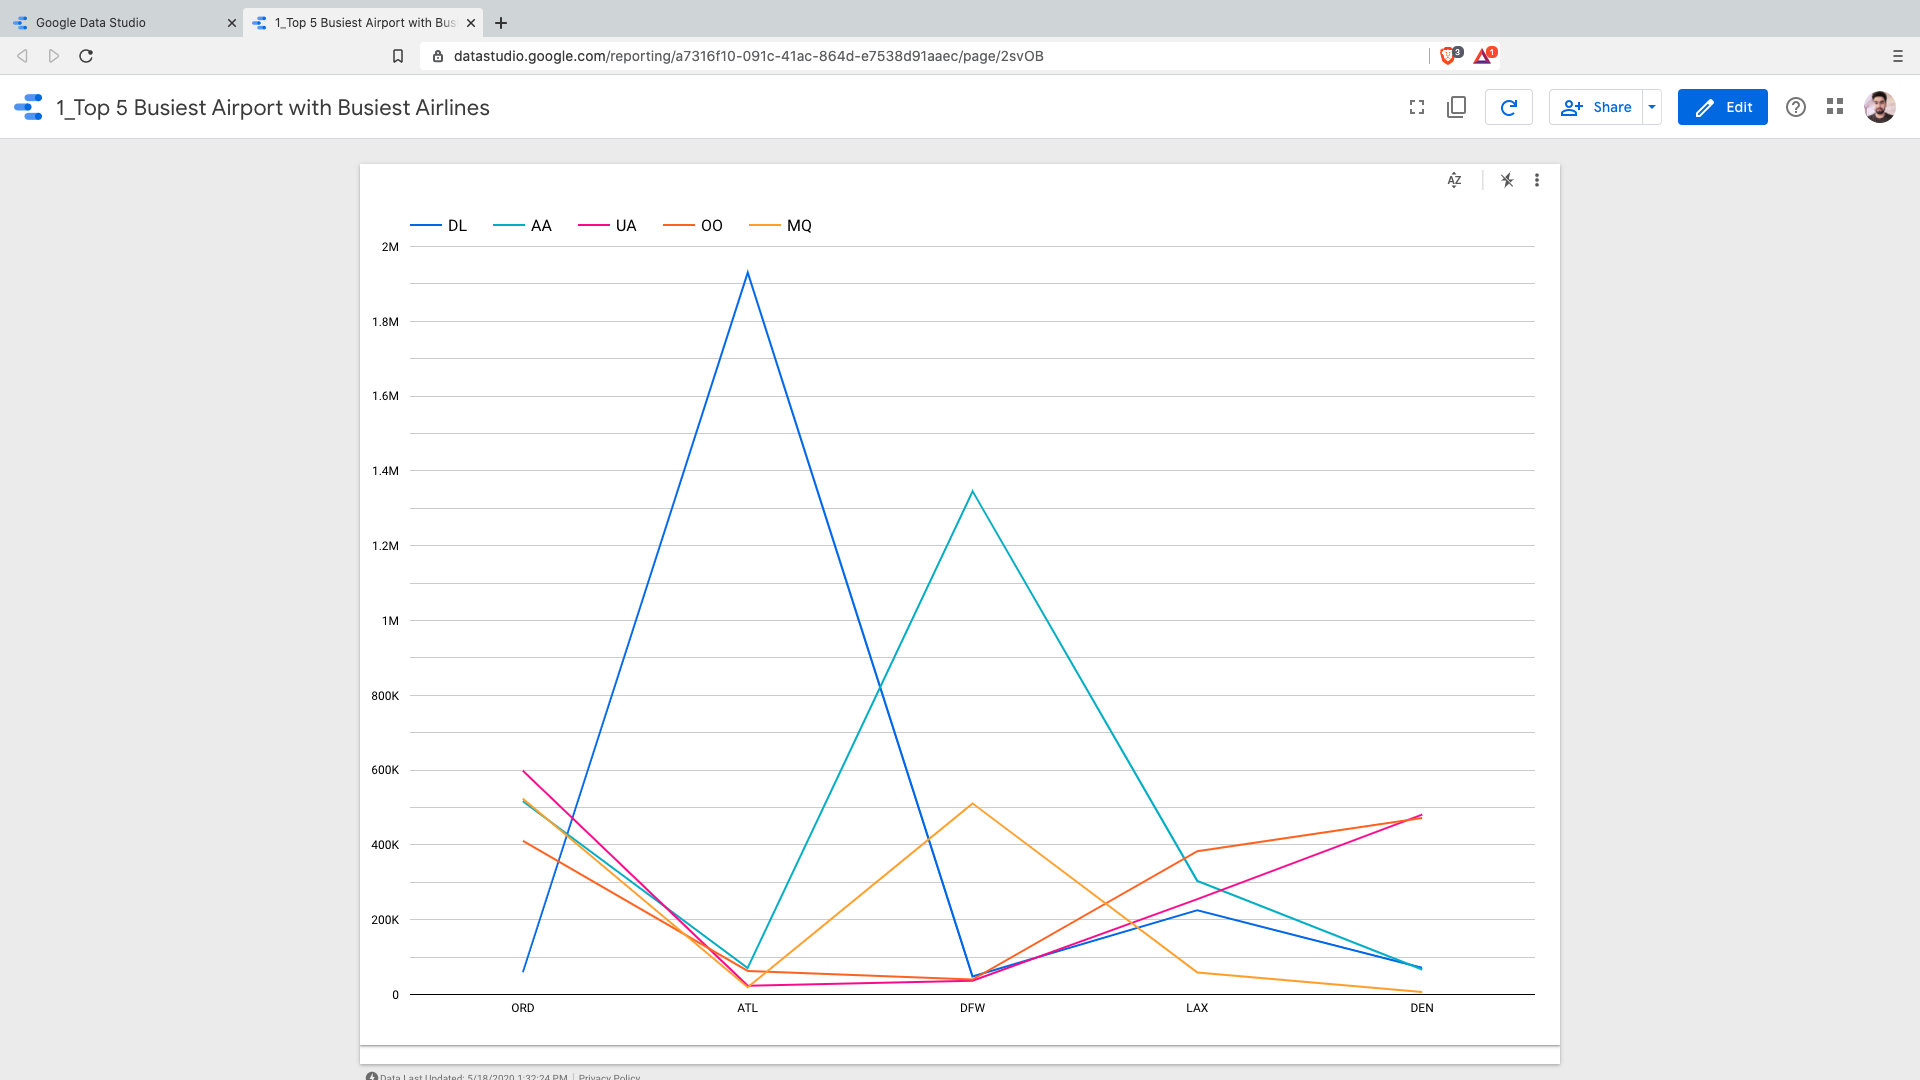 Google Data Studio
1_Top 5 Busiest Airport with Bus
datastudio.google.com/reporting/a7316f10-091c-41ac-864d-e7538d91aaec/page/2svOB
3
1
1_Top 5 Busiest Airport with Busiest Airlines
Share
Edit
AZ
DL AA UA OO MQ
2M
1.8M
1.6M
1.4M
1.2M
1M
800K
600K
400K
200K
0
ORD ATL DFW LAX DEN
Data Last Updated: 5/18/2020 1:32:24 PM | Privacy Policy